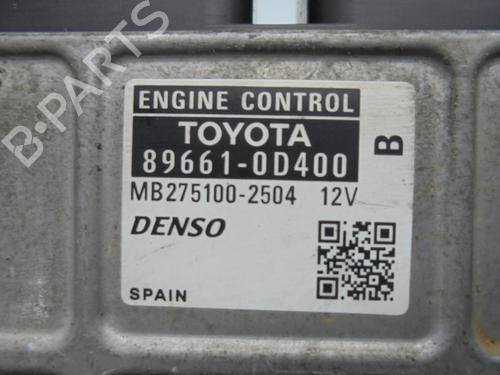 ENGINE CONTROL
TOYOTA
89661-0D400
B
MB275100-2504 12V
DENSO
SPAIN
B-PARTS